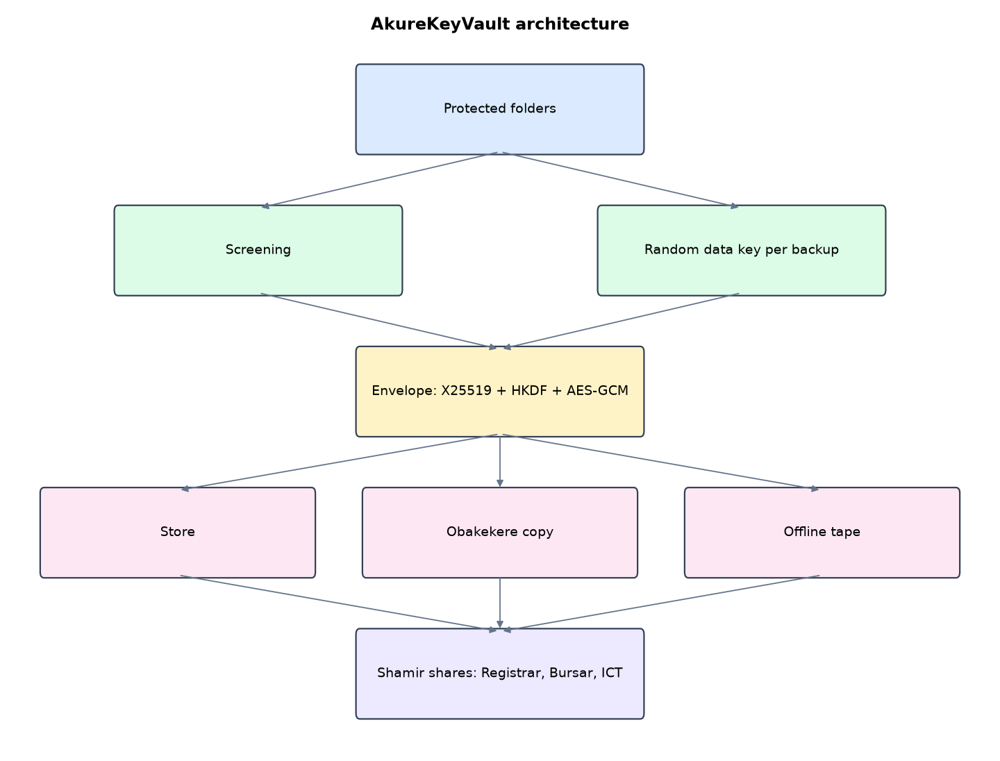 AkureKeyVault architecture
Protected folders
Screening
Random data key per backup
Envelope: X25519 + HKDF + AES-GCM
Store
Obakekere copy
Offline tape
Shamir shares: Registrar, Bursar, ICT